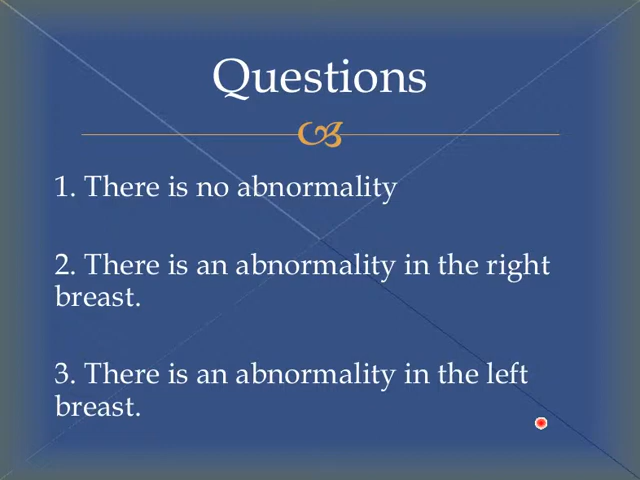 Questions
1. There is no abnormality
2. There is an abnormality in the right
breast.
3. There is an abnormality in the left
breast.